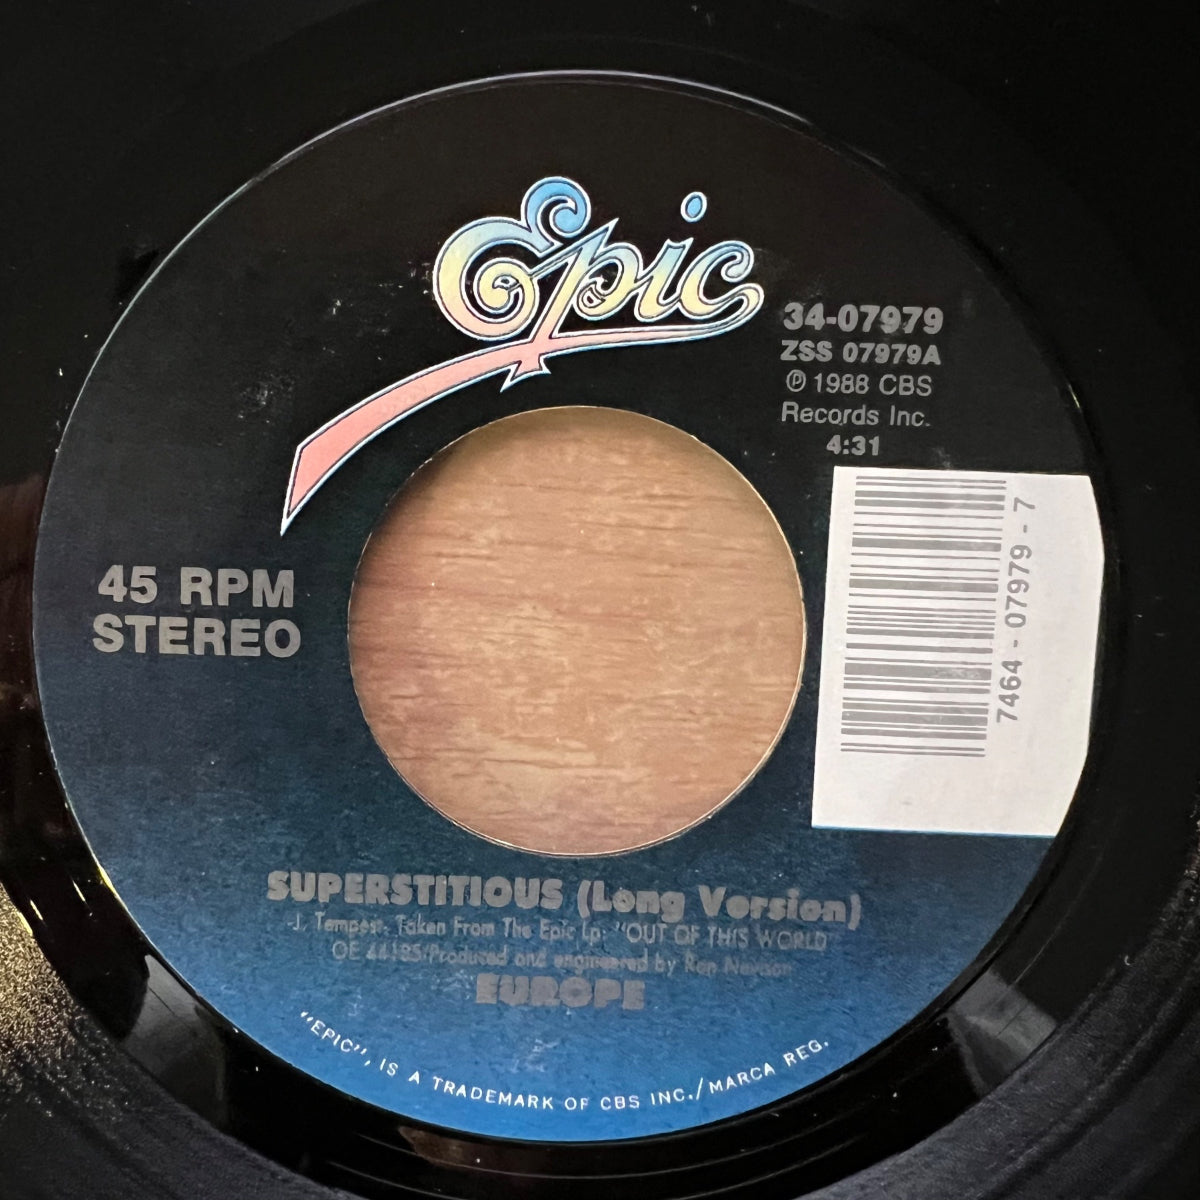 Epic
34-07979
ZSS 07979A
℗ 1988 CBS
Records Inc.
4:31
7464 - 07979 - 7
45 RPM
STEREO
SUPERSTITIOUS (Long Version)
-J. Tempest- Taken From The Epic Lp: "OUT OF THIS WORLD"
OE 44185/Produced and engineered by Ron Nevison
EUROPE
"EPIC", IS A TRADEMARK OF CBS INC./MARCA REG.